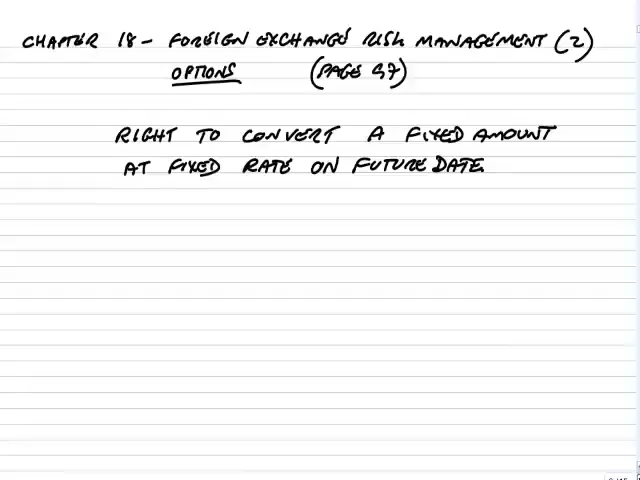 CHAPTER 18 - FOREIGN EXCHANGE RISK MANAGEMENT (2)
OPTIONS (PAGE 97)
RIGHT TO CONVERT A FIXED AMOUNT
AT FIXED RATE ON FUTURE DATE.